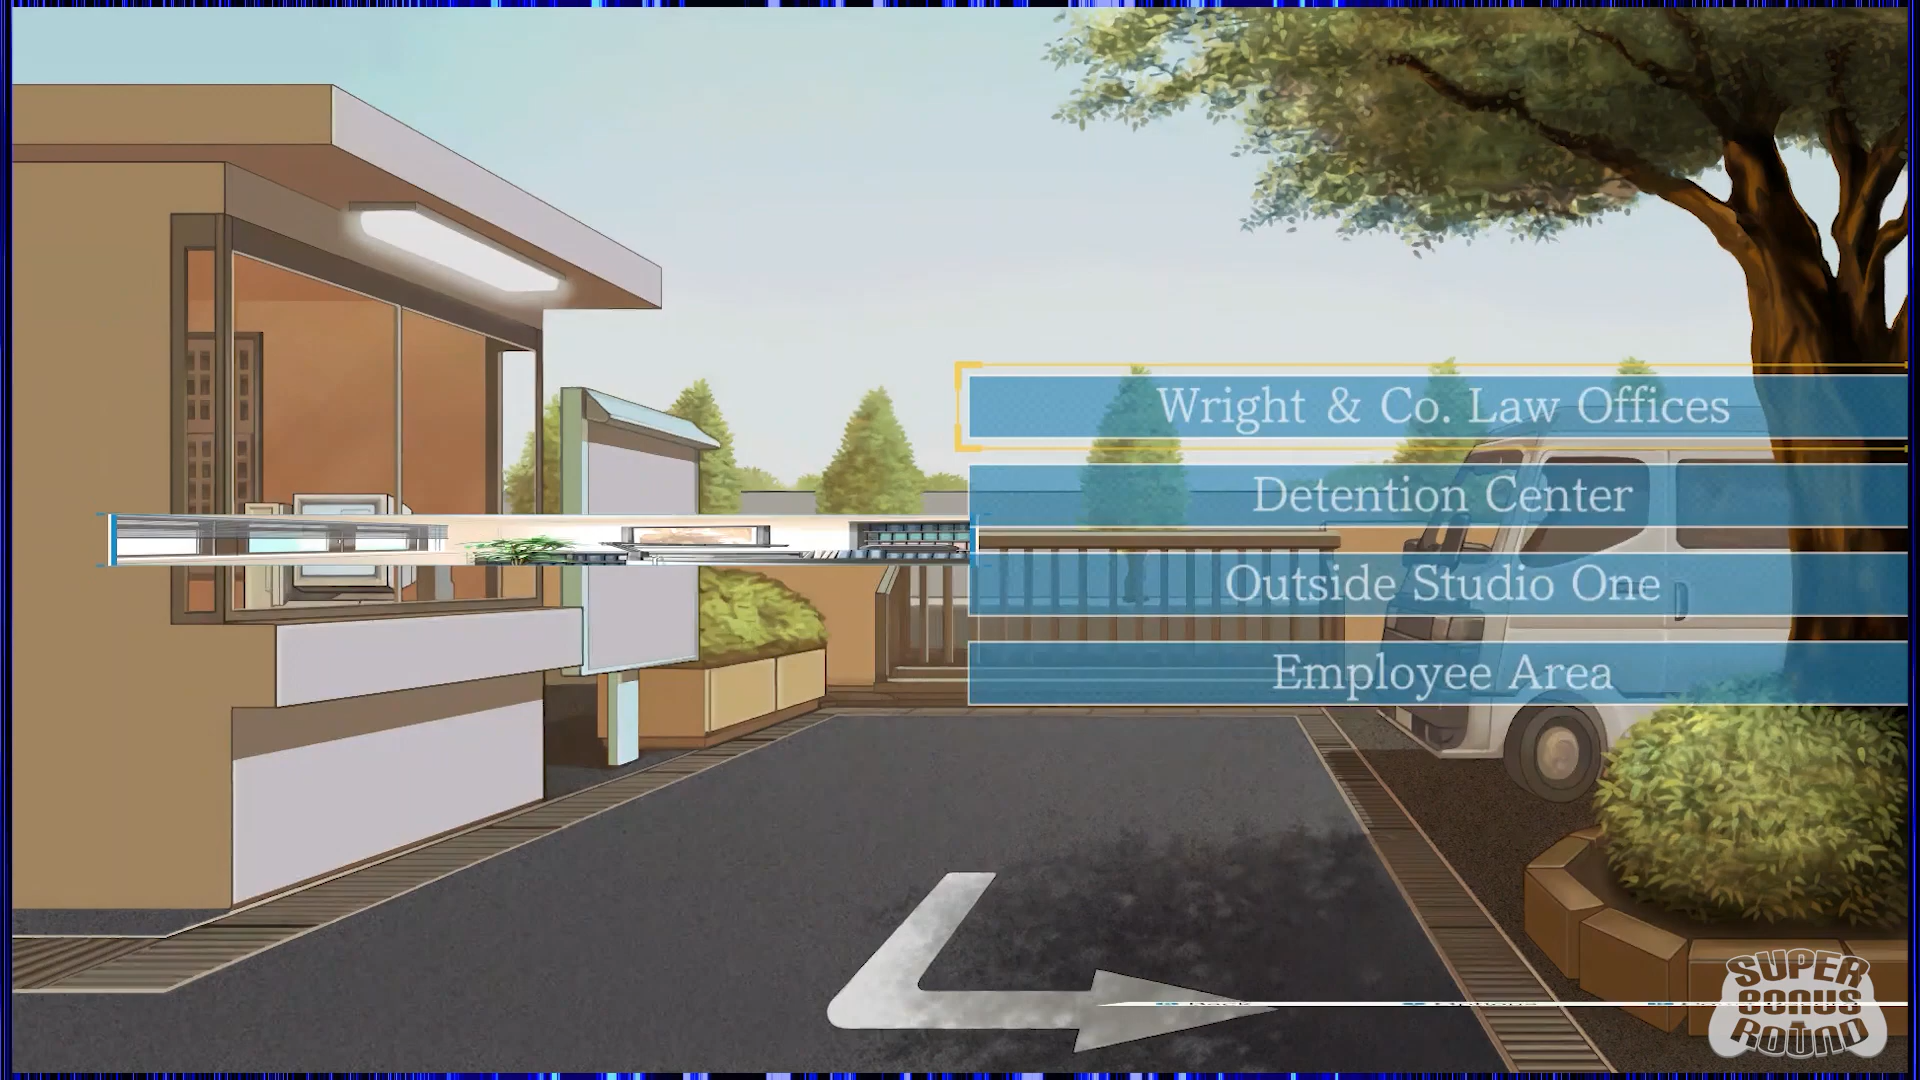 Wright & Co. Law Offices
Detention Center
Outside Studio One
Employee Area
SUPER
BONUS
ROUND